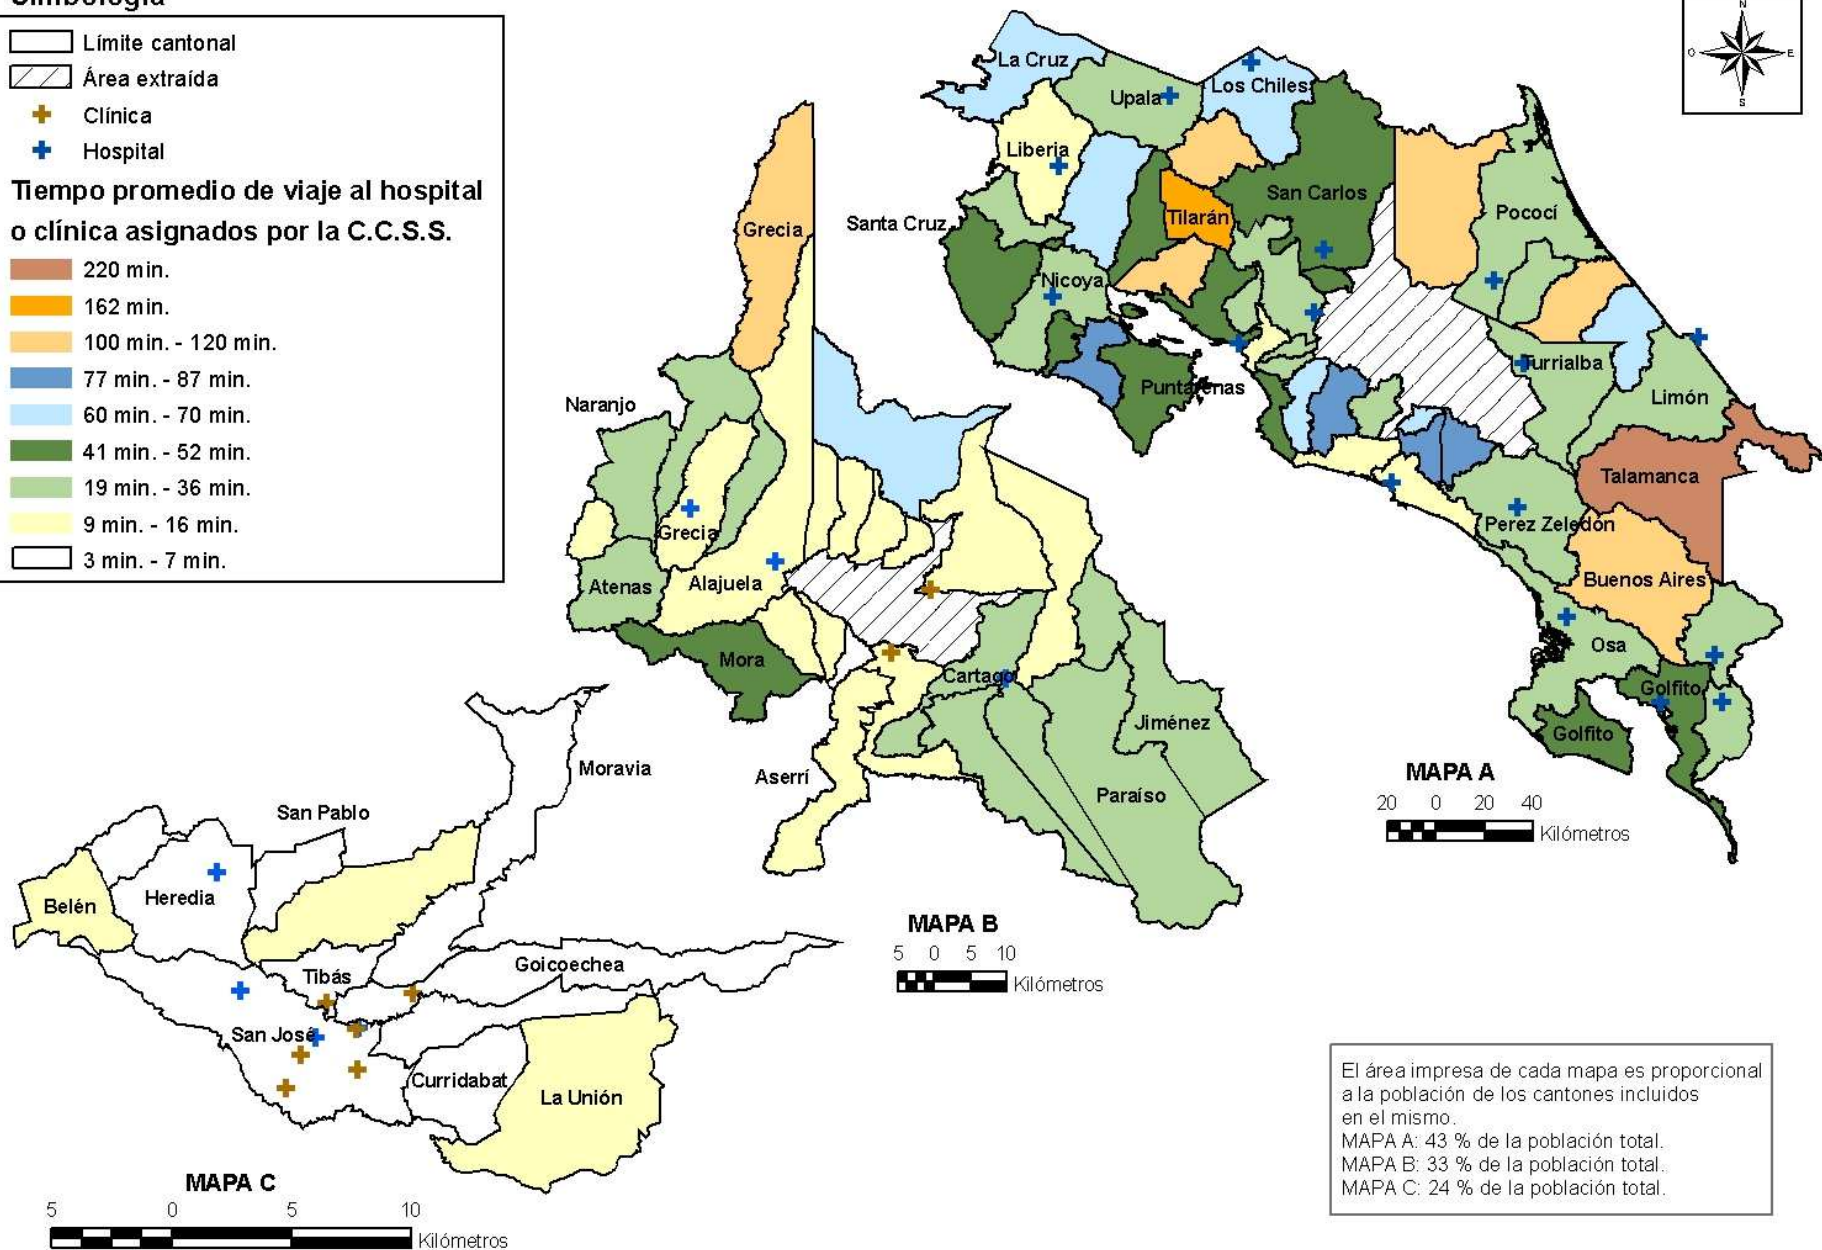 Simbología
Límite cantonal
Área extraída
Clínica
Hospital
Tiempo promedio de viaje al hospital
o clínica asignados por la C.C.S.S.
220 min.
162 min.
100 min. - 120 min.
77 min. - 87 min.
60 min. - 70 min.
41 min. - 52 min.
19 min. - 36 min.
9 min. - 16 min.
3 min. - 7 min.
N
O
E
S
La Cruz
Upala
Los Chiles
Liberia
Santa Cruz
Tilarán
San Carlos
Pococí
Nicoya
Puntarenas
Turrialba
Limón
Talamanca
Perez Zeledón
Buenos Aires
Osa
Golfito
Golfito
MAPA A
20 0 20 40
Kilómetros
Grecia
Naranjo
Grecia
Atenas
Alajuela
Mora
Cartago
Jiménez
Aserrí
Paraíso
MAPA B
5 0 5 10
Kilómetros
Moravia
San Pablo
Heredia
Belén
Tibás
Goicoechea
San José
Curridabat
La Unión
MAPA C
5 0 5 10
Kilómetros
El área impresa de cada mapa es proporcional
a la población de los cantones incluidos
en el mismo.
MAPA A: 43 % de la población total.
MAPA B: 33 % de la población total.
MAPA C: 24 % de la población total.